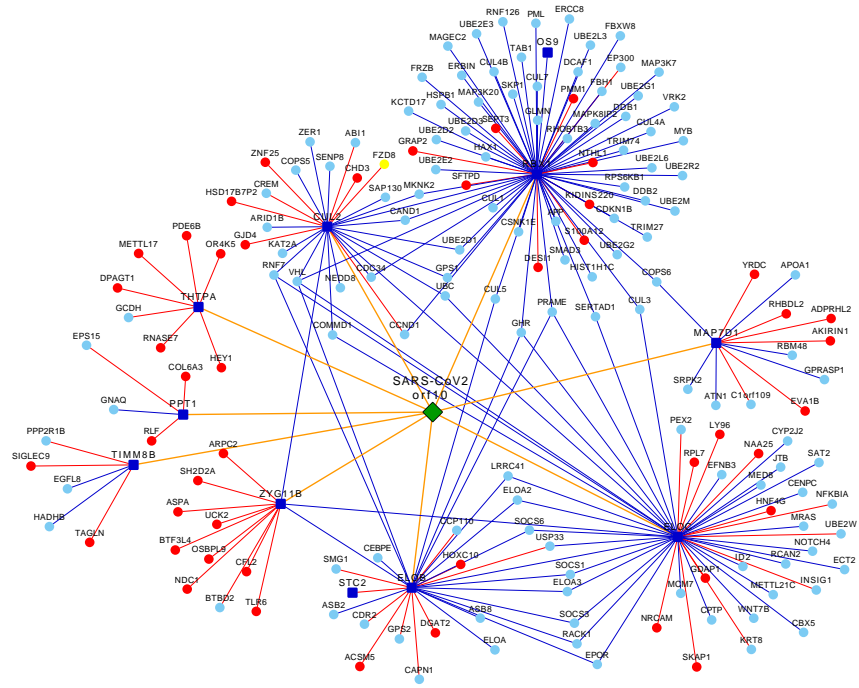 ERCC8
PML
RNF126
FBXW8
UBE2E3
UBE2L3
OS9
MAGEC2
TAB1
DCAF1
EP300
CUL4B
MAP3K7
ERBIN
FRZB
CUL7
FBH1
SKP1
PMM1
UBE2G1
MAP3K20
VRK2
HSPB1
KCTD17
DDB1
GLMN
MAPK8IP2
SEPT3
CUL4A
UBE2D3
RHOBTB3
MYB
UBE2D2
TRIM74
HAX1
GRAP2
NTHL1
UBE2L6
UBE2E2
UBE2R2
RPS6KB1
SFTPD
DDB2
KIDINS220
UBE2M
CDKN1B
TRIM27
ZER1
ABI1
ZNF25
COPS5
SENP8
FZD8
CHD3
CREM
HSD17B7P2
SAP130
MKNK2
CUL1
ARID1B
CUL2
CAND1
APP
S100A12
CSNK1E
GJD4
KAT2A
UBE2D1
SMAD3
UBE2G2
DESI1
PDE6B
METTL17
OR4K5
RNF7
VHL
NEDD8
CDC34
GPS1
HIST1H1C
COPS6
YRDC
APOA1
DPAGT1
UBC
CUL5
PRAME
SERTAD1
CUL3
RHBDL2
ADPRHL2
THTPA
GCDH
RNASE7
COMMD1
CCND1
GHR
MAP7D1
AKIRIN1
EPS15
HEY1
RBM48
GPRASP1
COL6A3
SARS-CoV2
orf10
SRPK2
ATN1
C1orf109
EVA1B
GNAQ
PPT1
RLF
PPP2R1B
SIGLEC9
TIMM8B
EGFL8
HADHB
TAGLN
ARPC2
SH2D2A
ZYG11B
ASPA
UCK2
BTF3L4
OSBPL9
CFL2
NDC1
BTBD2
TLR6
PEX2
LY96
CYP2J2
NAA25
JTB
SAT2
RPL7
EFNB3
MED8
CENPC
LRRC41
HNF4G
NFKBIA
ELOA2
MRAS
UBE2W
CCP110
SOCS6
ELOC
NOTCH4
USP33
HOXC10
CEBPE
SMG1
ID2
RCAN2
ECT2
SOCS1
STC2
ELOB
ELOA3
GDAP1
MCM7
METTL21C
INSIG1
ASB2
CDR2
ASB8
SOCS3
CPTP
WNT7B
CBX5
NRCAM
GPS2
DGAT2
ELOA
RACK1
KRT8
ACSM5
CAPN1
EPOR
SKAP1